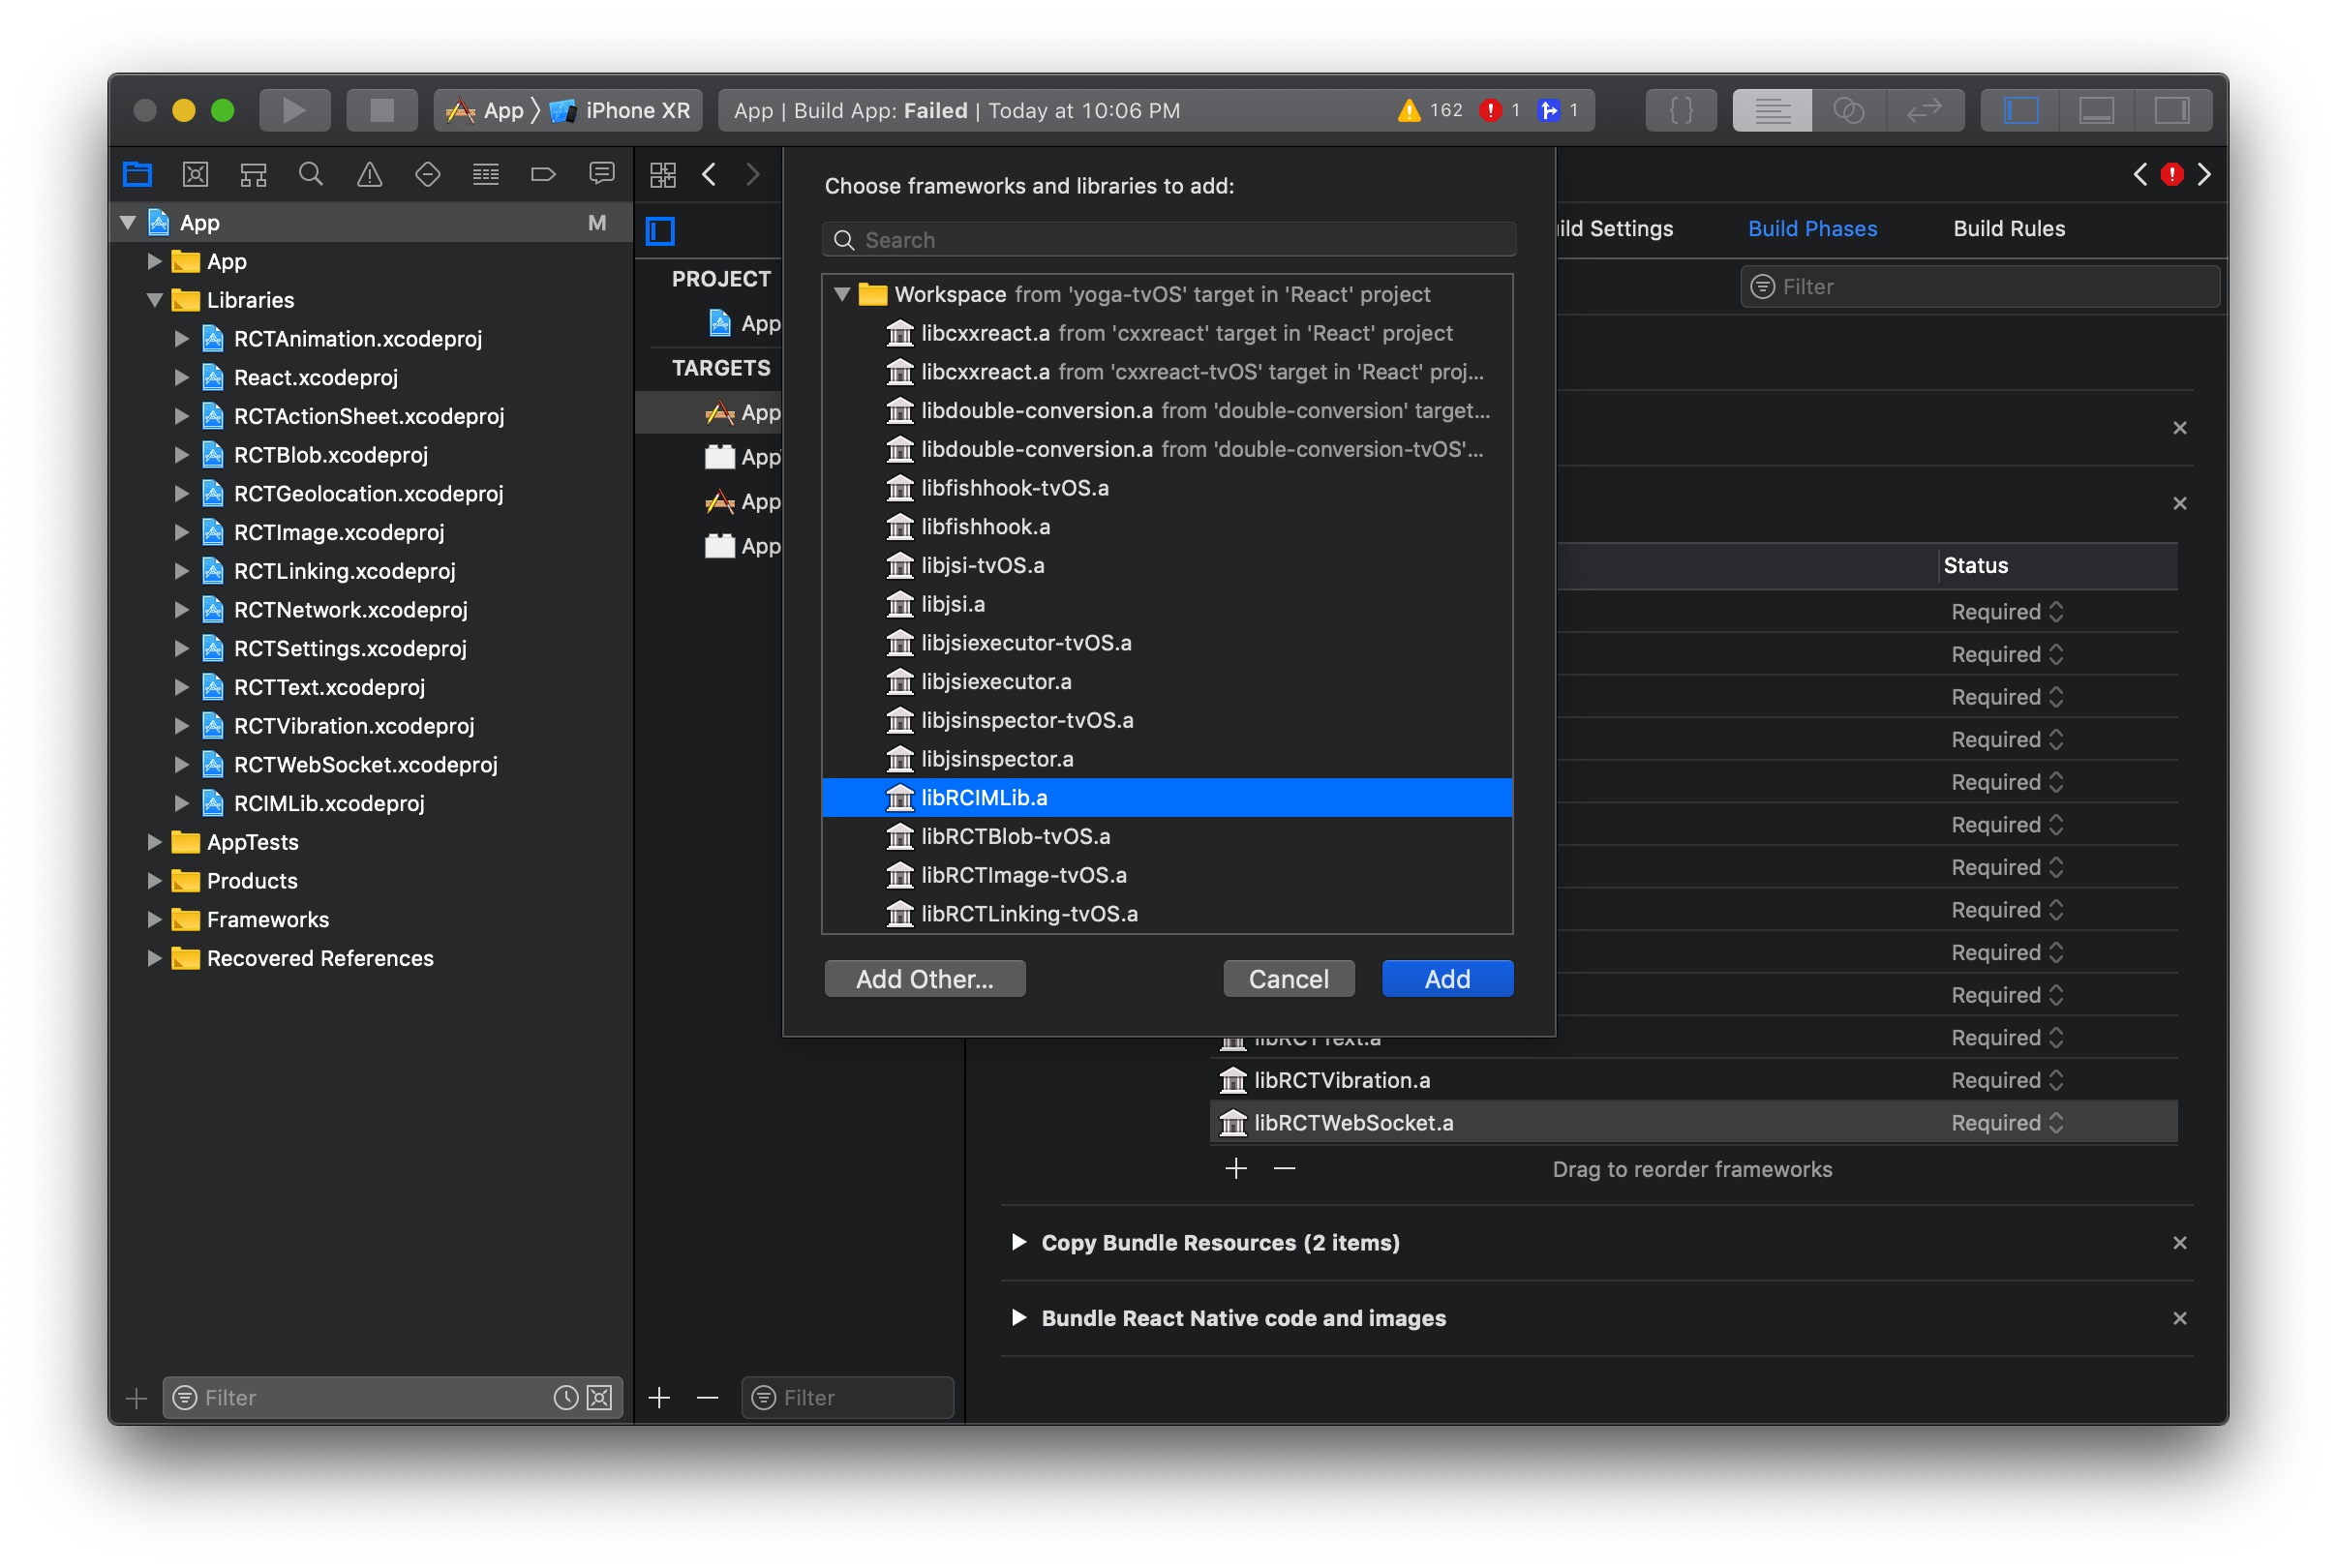 App 〉 iPhone XR
App | Build App: Failed | Today at 10:06 PM
162
1
1
{ }
App M
App
Libraries
RCTAnimation.xcodeproj
React.xcodeproj
RCTActionSheet.xcodeproj
RCTBlob.xcodeproj
RCTGeolocation.xcodeproj
RCTImage.xcodeproj
RCTLinking.xcodeproj
RCTNetwork.xcodeproj
RCTSettings.xcodeproj
RCTText.xcodeproj
RCTVibration.xcodeproj
RCTWebSocket.xcodeproj
RCIMLib.xcodeproj
AppTests
Products
Frameworks
Recovered References
Filter
PROJECT
App
TARGETS
App
App
App
App
Filter
Choose frameworks and libraries to add:
Search
Workspace from 'yoga-tvOS' target in 'React' project
libcxxreact.a from 'cxxreact' target in 'React' project
libcxxreact.a from 'cxxreact-tvOS' target in 'React' proj...
libdouble-conversion.a from 'double-conversion' target...
libdouble-conversion.a from 'double-conversion-tvOS'...
libfishhook-tvOS.a
libfishhook.a
libjsi-tvOS.a
libjsi.a
libjsiexecutor-tvOS.a
libjsiexecutor.a
libjsinspector-tvOS.a
libjsinspector.a
libRCIMLib.a
libRCTBlob-tvOS.a
libRCTImage-tvOS.a
libRCTLinking-tvOS.a
Add Other...
Cancel
Add
ild Settings
Build Phases
Build Rules
Filter
Status
Required
Required
Required
Required
Required
Required
Required
Required
Required
Required
libRCTText.a Required
libRCTVibration.a Required
libRCTWebSocket.a Required
Drag to reorder frameworks
Copy Bundle Resources (2 items)
Bundle React Native code and images